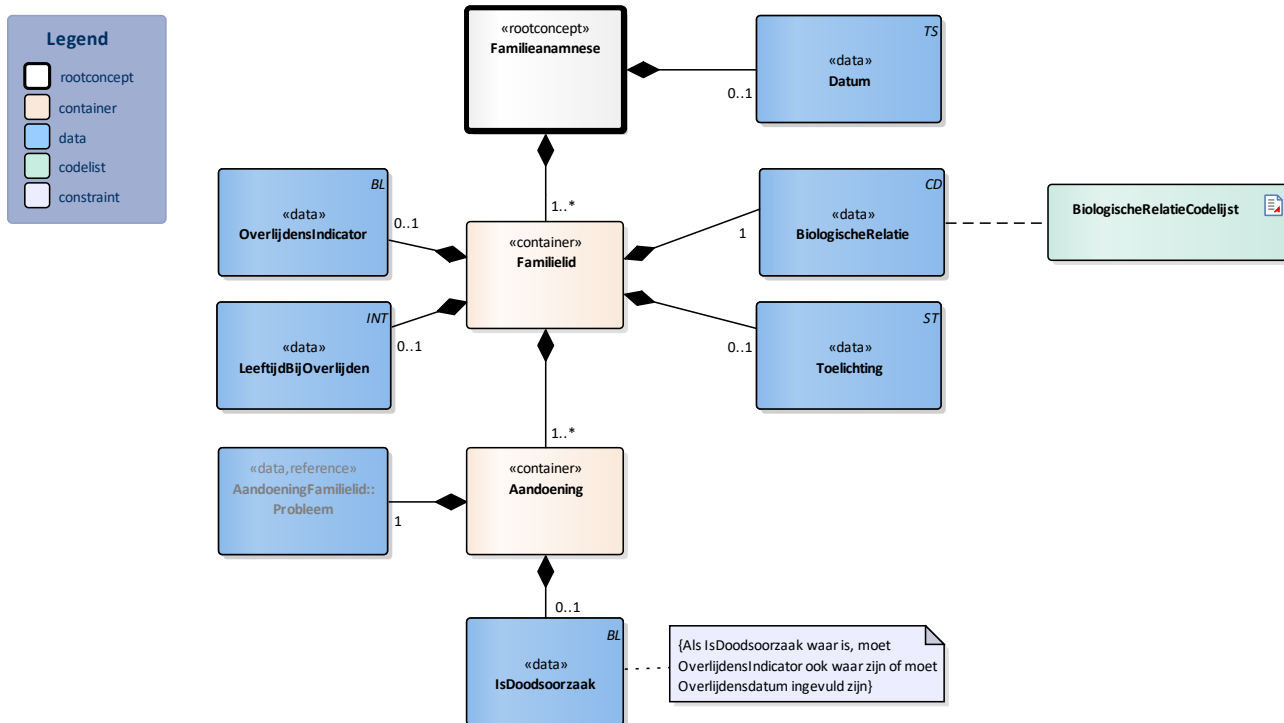 Legend
rootconcept
container
data
codelist
constraint
«rootconcept»
Familieanamnese
TS
«data»
Datum
0..1
1..*
BL
«data»
OverlijdensIndicator
0..1
«container»
Familielid
CD
«data»
BiologischeRelatie
1
BiologischeRelatieCodelijst
INT
«data»
LeeftijdBijOverlijden
0..1
ST
«data»
Toelichting
0..1
1..*
«data,reference»
AandoeningFamilielid::
Probleem
1
«container»
Aandoening
0..1
BL
«data»
IsDoodsoorzaak
{Als IsDoodsoorzaak waar is, moet
OverlijdensIndicator ook waar zijn of moet
Overlijdensdatum ingevuld zijn}